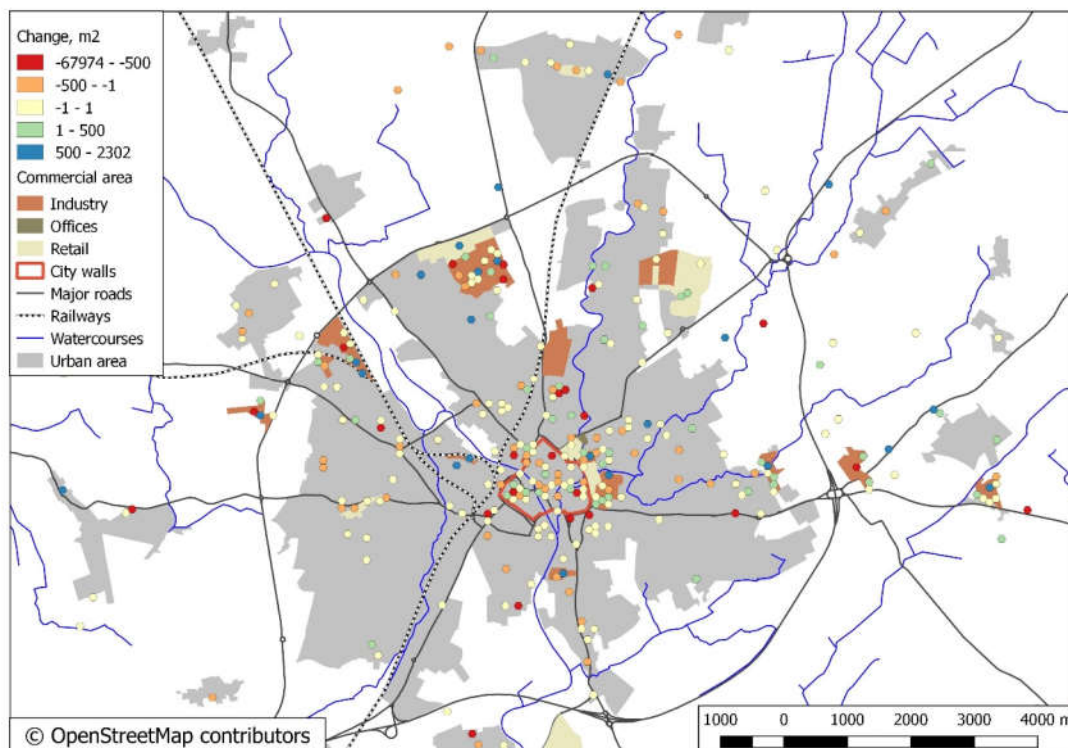 Change, m2
-67974 - -500
-500 - -1
-1 - 1
1 - 500
500 - 2302
Commercial area
Industry
Offices
Retail
City walls
Major roads
Railways
Watercourses
Urban area
© OpenStreetMap contributors
1000 0 1000 2000 3000 4000 m